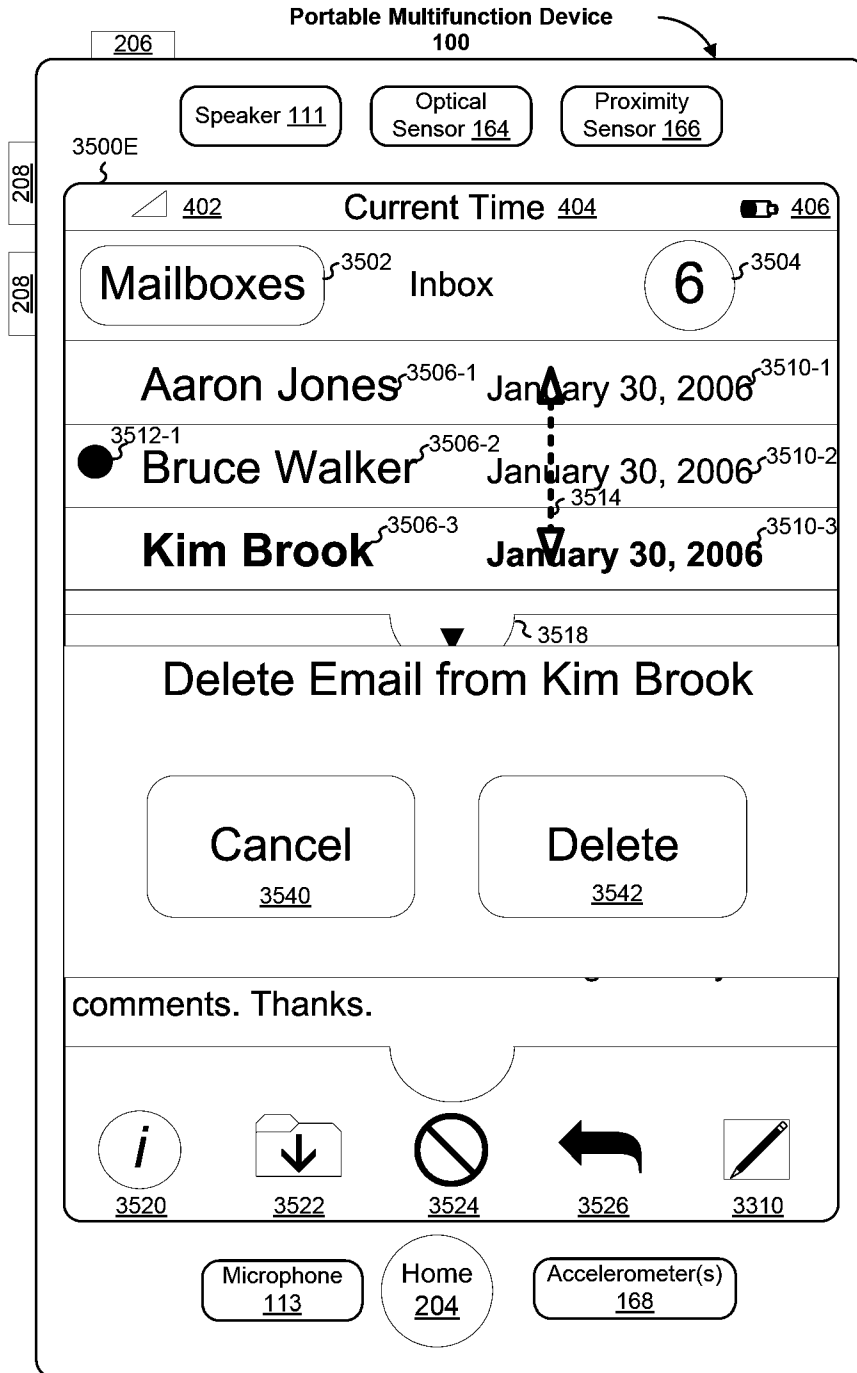 Portable Multifunction Device
100
206
Speaker 111
Optical
Sensor 164
Proximity
Sensor 166
3500E
208
208
402
Current Time 404
406
Mailboxes
3502
Inbox
6
3504
Aaron Jones
3506-1
January 30, 2006
3510-1
3512-1
Bruce Walker
3506-2
January 30, 2006
3510-2
3514
Kim Brook
3506-3
January 30, 2006
3510-3
3518
Delete Email from Kim Brook
Cancel
3540
Delete
3542
comments. Thanks.
i
3520
3522
3524
3526
3310
Microphone
113
Home
204
Accelerometer(s)
168